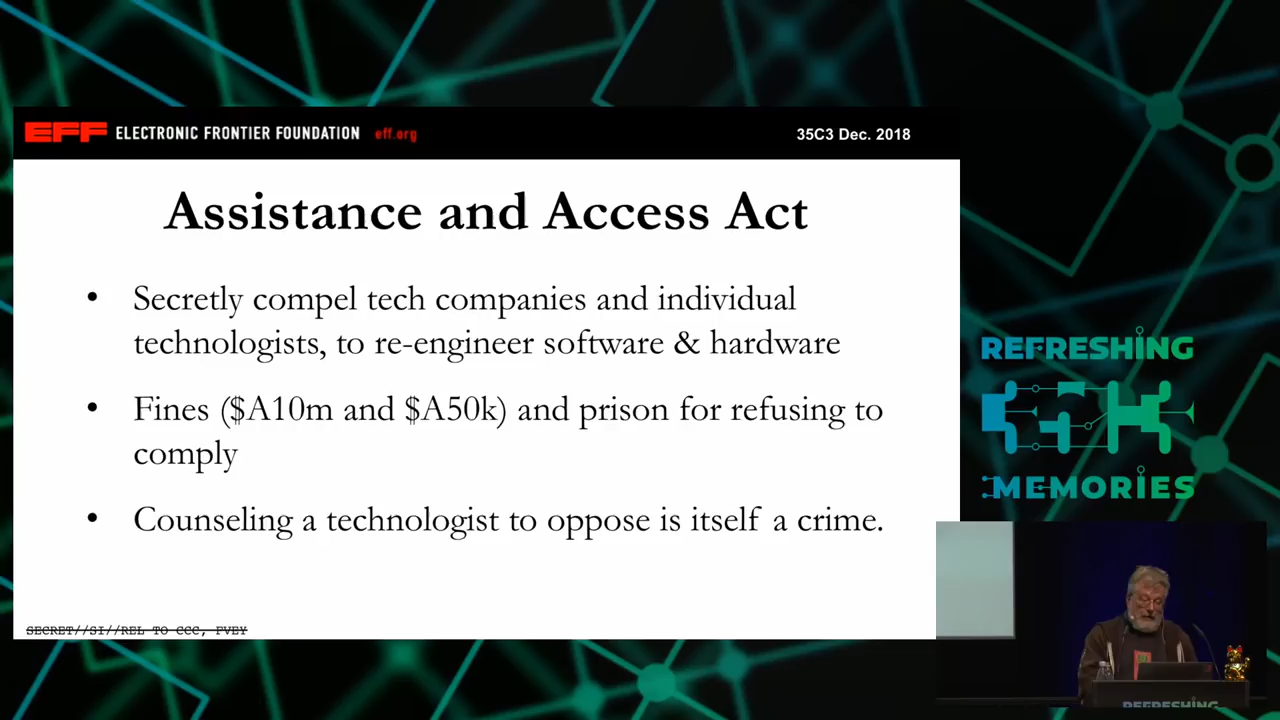 EFF ELECTRONIC FRONTIER FOUNDATION eff.org
35C3 Dec. 2018
Assistance and Access Act
• Secretly compel tech companies and individual
technologists, to re-engineer software & hardware
• Fines ($A10m and $A50k) and prison for refusing to
comply
• Counseling a technologist to oppose is itself a crime.
SECRET//SI//REL TO CCC, FVEY
REFRESHING
35C3
MEMORIES
REFRESHING